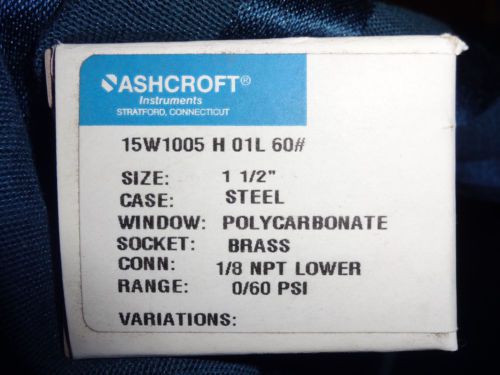 ASHCROFT®
Instruments
STRATFORD, CONNECTICUT
15W1005 H 01L 60#
SIZE: 1 1/2"
CASE: STEEL
WINDOW: POLYCARBONATE
SOCKET: BRASS
CONN: 1/8 NPT LOWER
RANGE: 0/60 PSI
VARIATIONS: